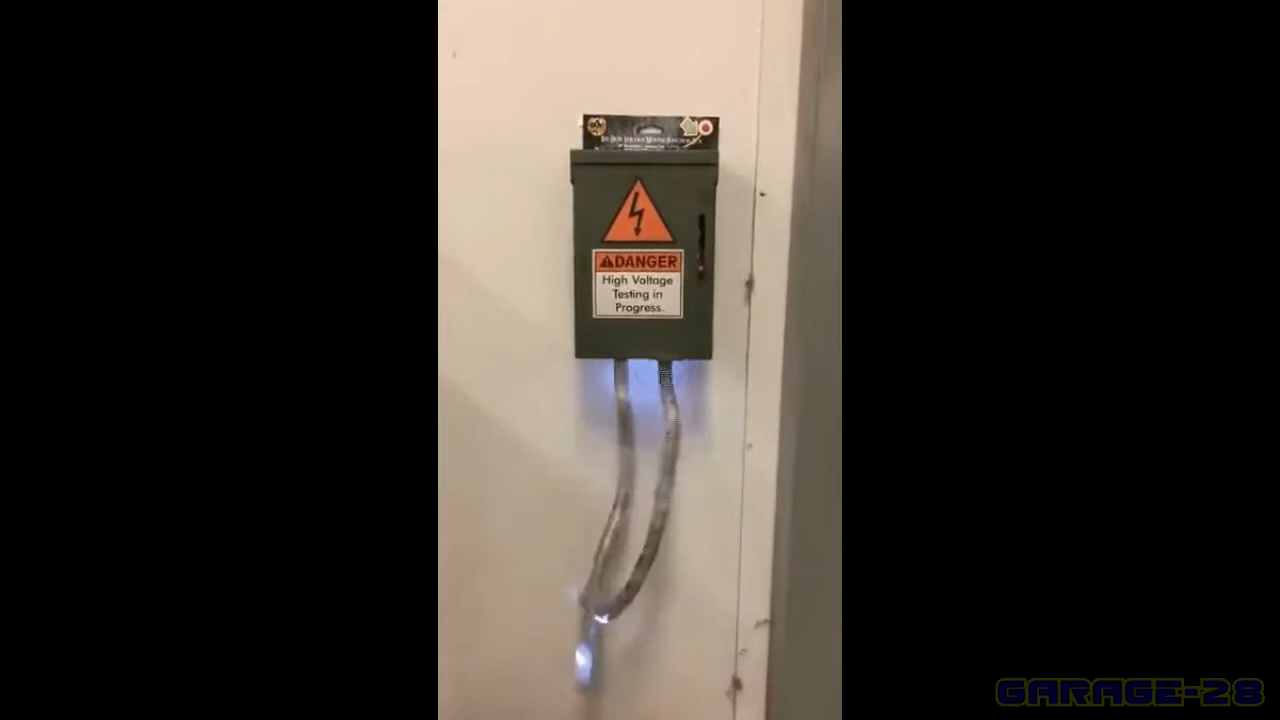 DANGER
High Voltage
Testing in
Progress.
GARAGE-28